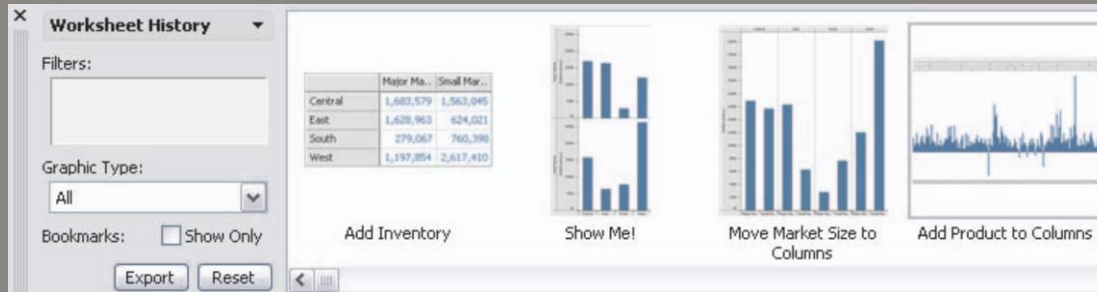 Worksheet History
Filters:
Graphic Type:
All
Bookmarks:
Show Only
Export
Reset
Major Ma..
Small Mar..
Central
1,683,579
1,563,045
East
1,628,963
624,021
South
279,067
760,398
West
1,197,854
2,617,410
Add Inventory
Show Me!
Move Market Size to
Columns
Add Product to Columns